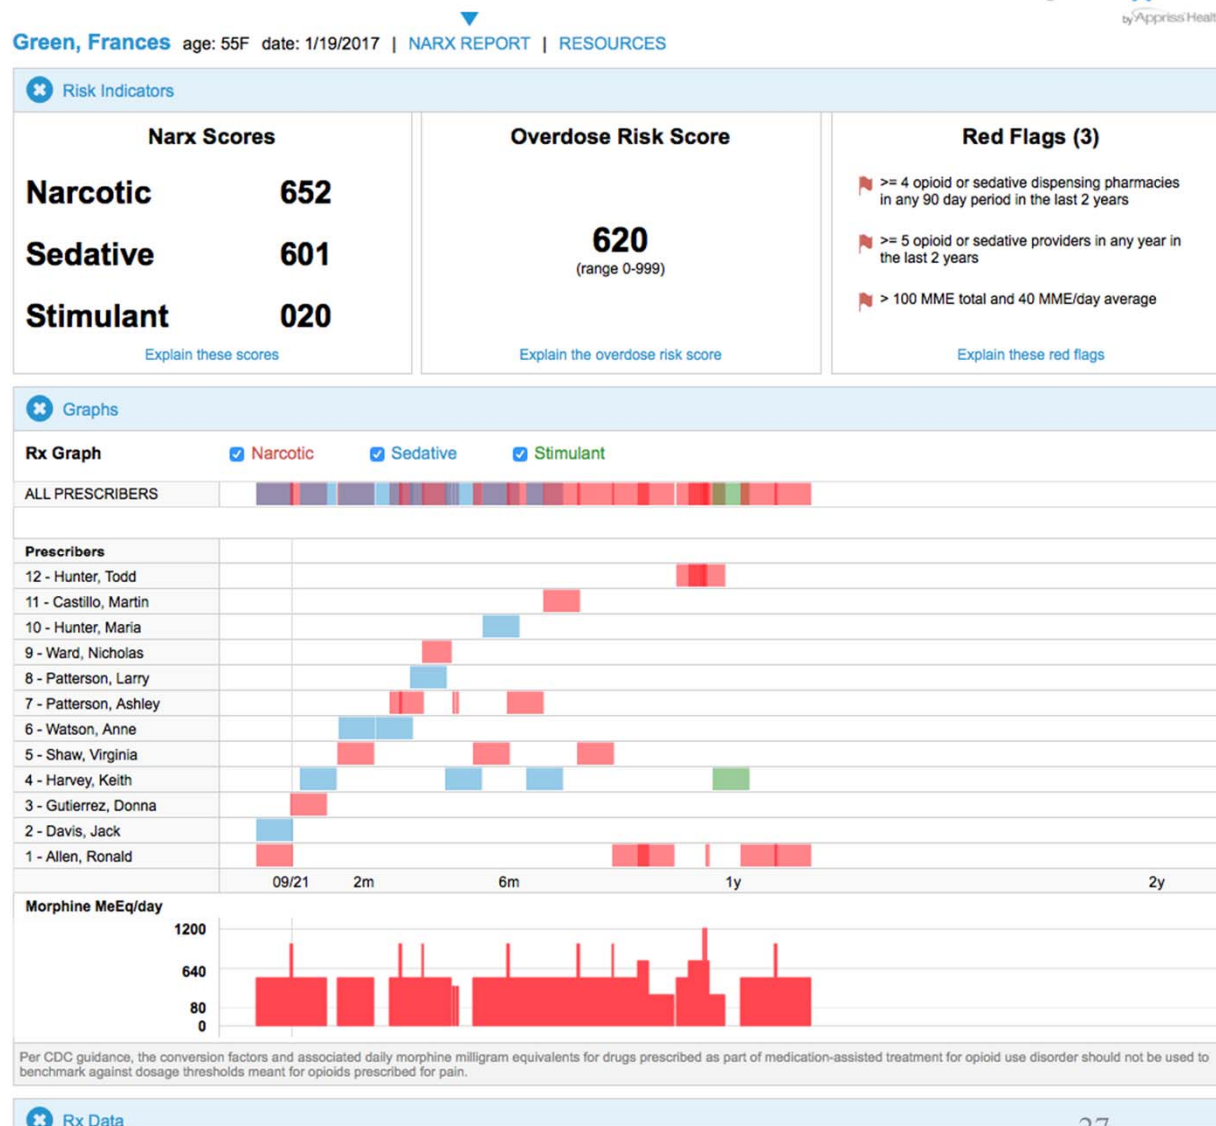 by Appriss Healt
Green, Frances age: 55F date: 1/19/2017 | NARX REPORT | RESOURCES
Risk Indicators
Narx Scores
Narcotic 652
Sedative 601
Stimulant 020
Explain these scores
Overdose Risk Score
620
(range 0-999)
Explain the overdose risk score
Red Flags (3)
>= 4 opioid or sedative dispensing pharmacies
in any 90 day period in the last 2 years
>= 5 opioid or sedative providers in any year in
the last 2 years
> 100 MME total and 40 MME/day average
Explain these red flags
Graphs
Rx Graph Narcotic Sedative Stimulant
ALL PRESCRIBERS
Prescribers
12 - Hunter, Todd
11 - Castillo, Martin
10 - Hunter, Maria
9 - Ward, Nicholas
8 - Patterson, Larry
7 - Patterson, Ashley
6 - Watson, Anne
5 - Shaw, Virginia
4 - Harvey, Keith
3 - Gutierrez, Donna
2 - Davis, Jack
1 - Allen, Ronald
09/21 2m 6m 1y 2y
Morphine MeEq/day
1200
640
80
0
Per CDC guidance, the conversion factors and associated daily morphine milligram equivalents for drugs prescribed as part of medication-assisted treatment for opioid use disorder should not be used to
benchmark against dosage thresholds meant for opioids prescribed for pain.
Rx Data
27